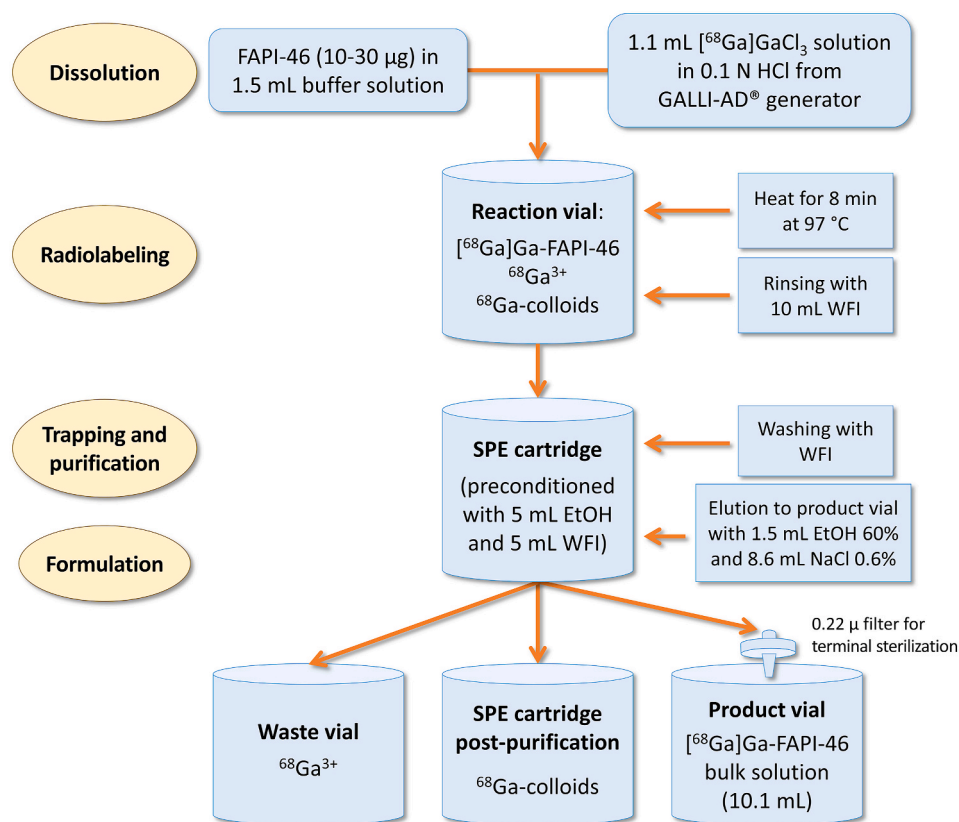 Dissolution
FAPI-46 (10-30 µg) in
1.5 mL buffer solution
1.1 mL [⁶⁸Ga]GaCl₃ solution
in 0.1 N HCl from
GALLI-AD® generator
Radiolabeling
Reaction vial:
[⁶⁸Ga]Ga-FAPI-46
⁶⁸Ga³⁺
⁶⁸Ga-colloids
Heat for 8 min
at 97 °C
Rinsing with
10 mL WFI
Trapping and
purification
SPE cartridge
(preconditioned
with 5 mL EtOH
and 5 mL WFI)
Washing with
WFI
Formulation
Elution to product vial
with 1.5 mL EtOH 60%
and 8.6 mL NaCl 0.6%
0.22 µ filter for
terminal sterilization
Waste vial
⁶⁸Ga³⁺
SPE cartridge
post-purification
⁶⁸Ga-colloids
Product vial
[⁶⁸Ga]Ga-FAPI-46
bulk solution
(10.1 mL)